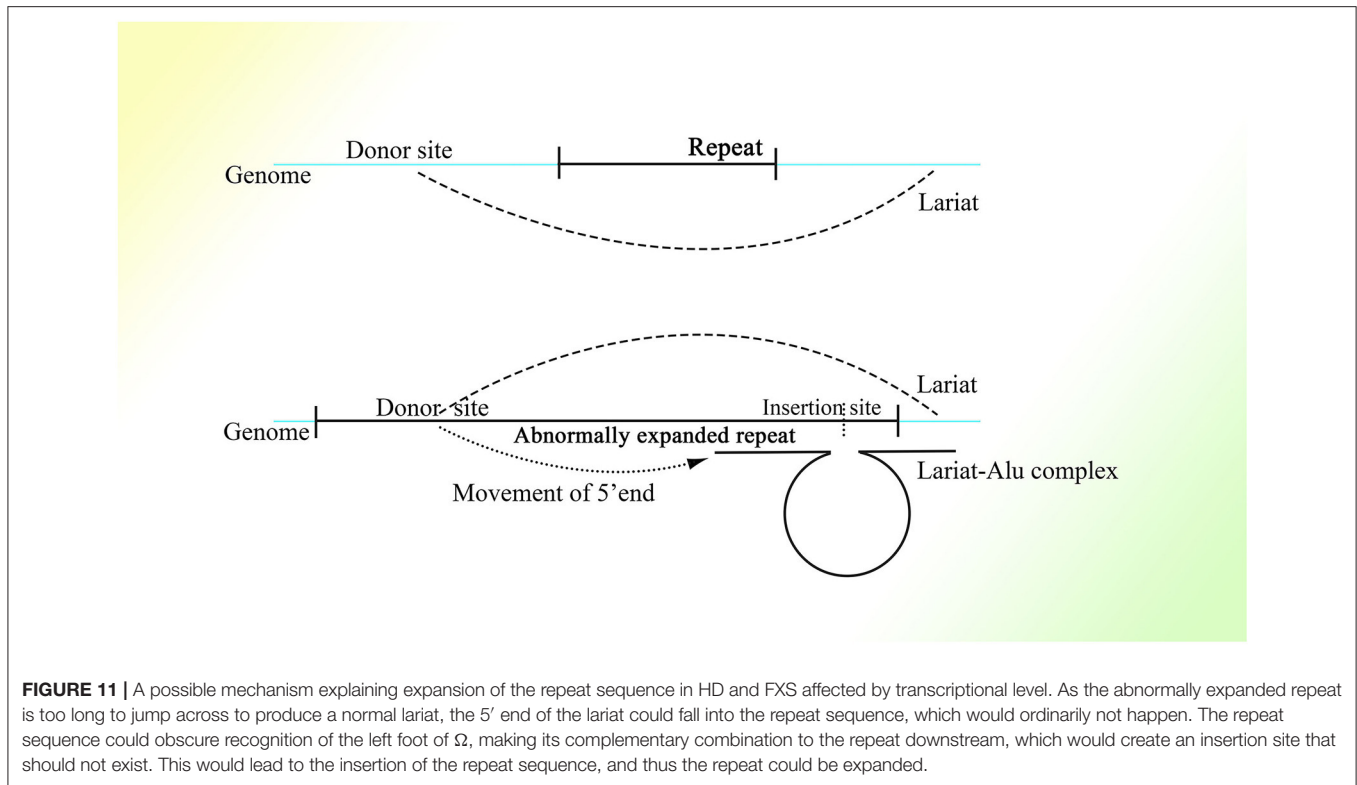 Donor site
Repeat
Genome
Lariat
Lariat
Donor site
Insertion site
Genome
Abnormally expanded repeat
Lariat-Alu complex
Movement of 5’end
FIGURE 11 | A possible mechanism explaining expansion of the repeat sequence in HD and FXS affected by transcriptional level. As the abnormally expanded repeat
is too long to jump across to produce a normal lariat, the 5′ end of the lariat could fall into the repeat sequence, which would ordinarily not happen. The repeat
sequence could obscure recognition of the left foot of Ω, making its complementary combination to the repeat downstream, which would create an insertion site that
should not exist. This would lead to the insertion of the repeat sequence, and thus the repeat could be expanded.